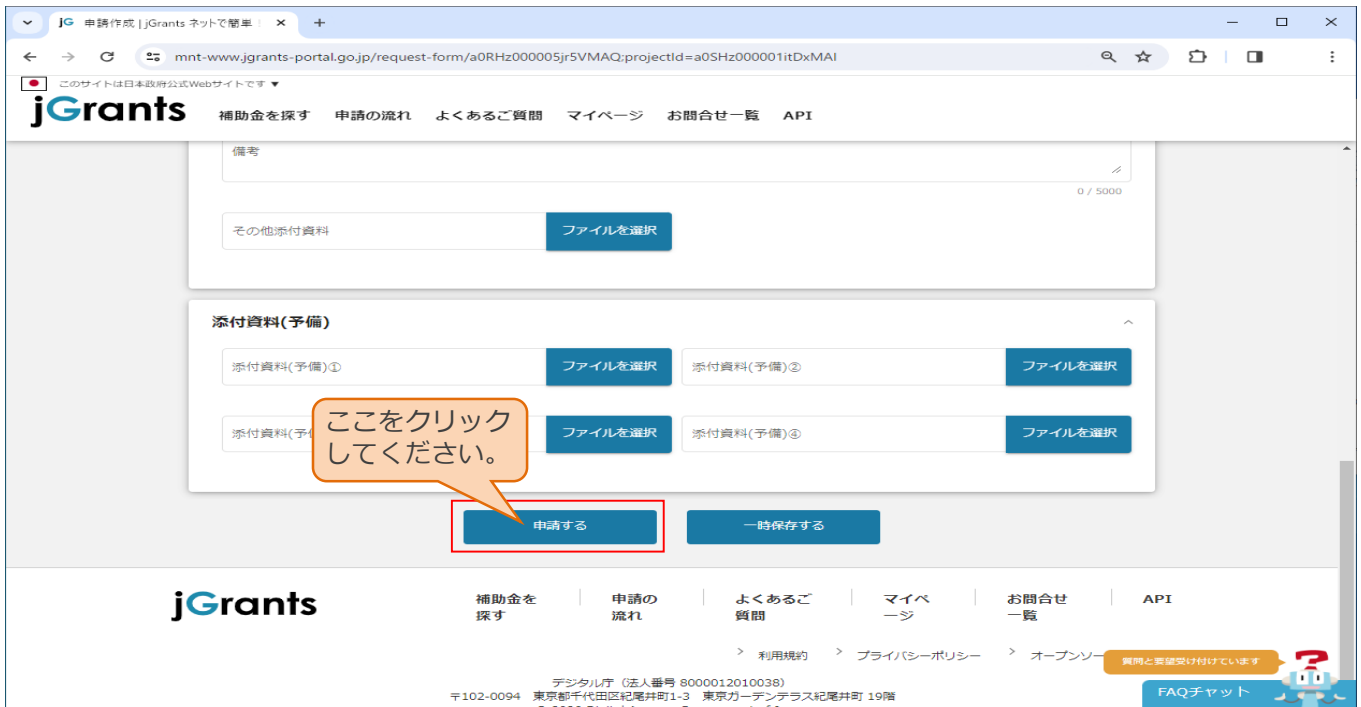 jG 申請作成 | jGrants ネットで簡単
mnt-www.jgrants-portal.go.jp/request-form/a0RHz000005jr5VMAQ;projectId=a0SHz000001itDxMAI
このサイトは日本政府公式Webサイトです ▼
jGrants 補助金を探す 申請の流れ よくあるご質問 マイページ お問合せ一覧 API
備考
0 / 5000
その他添付資料 ファイルを選択
添付資料(予備)
添付資料(予備)① ファイルを選択 添付資料(予備)② ファイルを選択
ここをクリック
してください。
添付資料(予 ファイルを選択 添付資料(予備)④ ファイルを選択
申請する 一時保存する
jGrants
補助金を
探す
申請の
流れ
よくあるご
質問
マイペ
ージ
お問合せ
一覧
API
利用規約 プライバシーポリシー オープンソー
質問と要望受け付けています
FAQチャット
デジタル庁（法人番号 8000012010038）
〒102-0094 東京都千代田区紀尾井町1-3 東京ガーデンテラス紀尾井町 19階